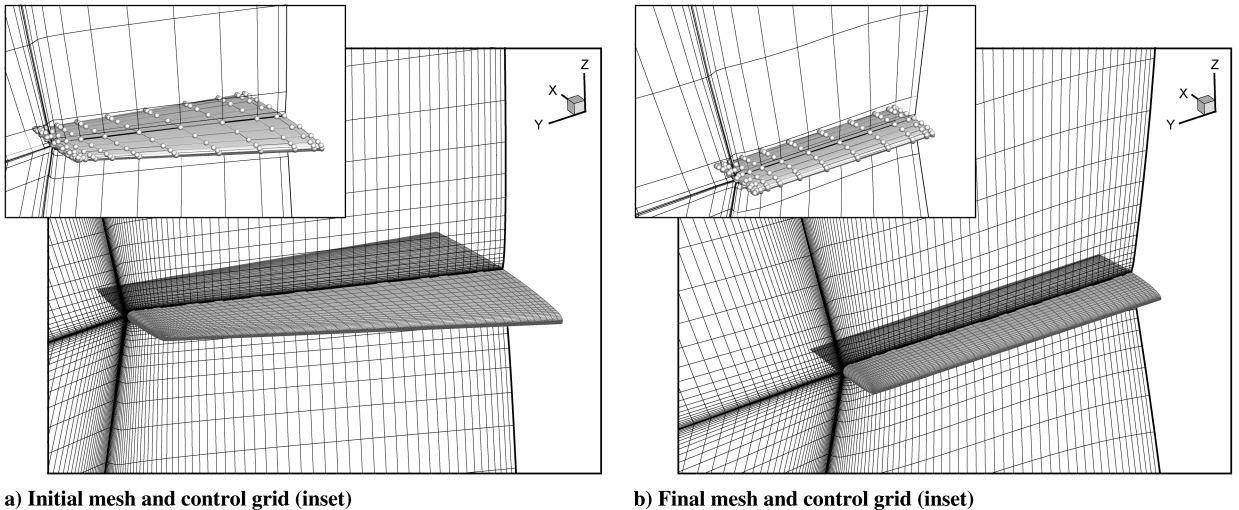 Z
X
Y
Z
X
Y
a) Initial mesh and control grid (inset)
b) Final mesh and control grid (inset)